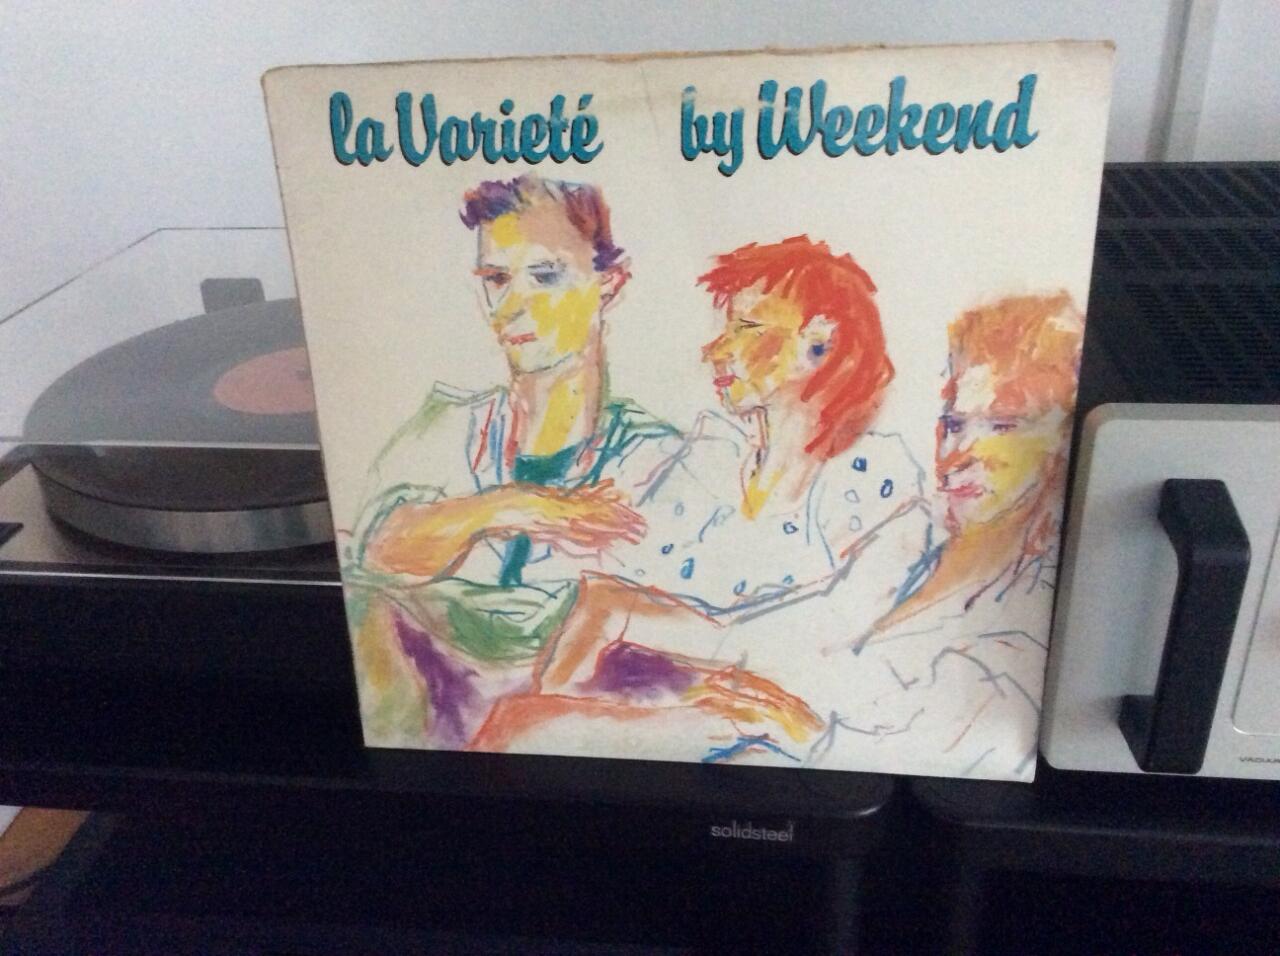 la Varieté by Weekend
solidsteel